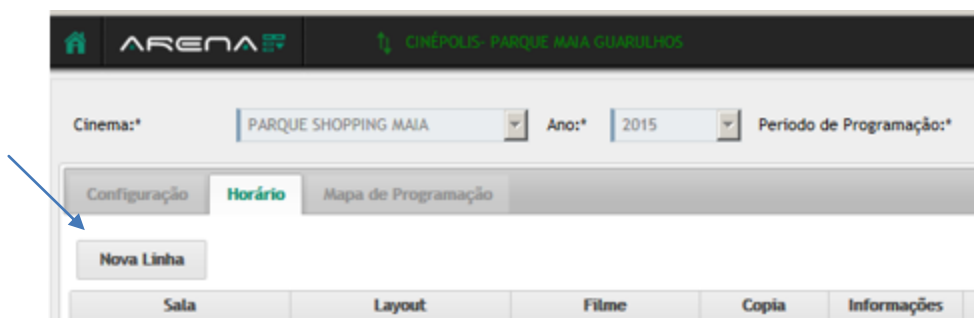 ARENA CINÉPOLIS- PARQUE MAIA GUARULHOS
Cinema:* PARQUE SHOPPING MAIA Ano:* 2015 Periodo de Programação:*
Configuração Horário Mapa de Programação
Nova Linha
Sala Layout Filme Copia Informações